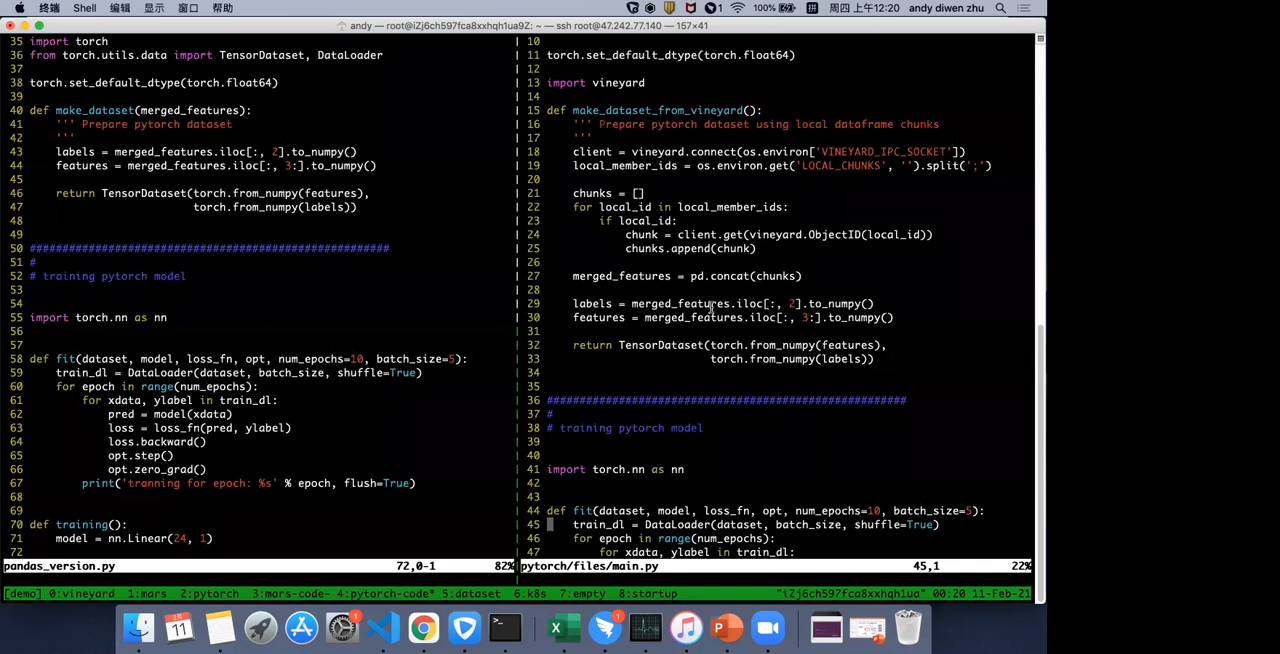 终端 Shell 编辑 显示 窗口 帮助 1 100% 拼 周四 上午12:20 andy diwen zhu
andy — root@iZj6ch597fca8xxhqh1ua9Z: ~ — ssh root@47.242.77.140 — 157×41
35 import torch
36 from torch.utils.data import TensorDataset, DataLoader
37
38 torch.set_default_dtype(torch.float64)
39
40 def make_dataset(merged_features):
41     ''' Prepare pytorch dataset
42     '''
43     labels = merged_features.iloc[:, 2].to_numpy()
44     features = merged_features.iloc[:, 3:].to_numpy()
45
46     return TensorDataset(torch.from_numpy(features),
47                          torch.from_numpy(labels))
48
49
50 #######################################################
51 #
52 # training pytorch model
53
54
55 import torch.nn as nn
56
57
58 def fit(dataset, model, loss_fn, opt, num_epochs=10, batch_size=5):
59     train_dl = DataLoader(dataset, batch_size, shuffle=True)
60     for epoch in range(num_epochs):
61         for xdata, ylabel in train_dl:
62             pred = model(xdata)
63             loss = loss_fn(pred, ylabel)
64             loss.backward()
65             opt.step()
66             opt.zero_grad()
67         print('tranning for epoch: %s' % epoch, flush=True)
68
69
70 def training():
71     model = nn.Linear(24, 1)
72
pandas_version.py 72,0-1 82%
10
11 torch.set_default_dtype(torch.float64)
12
13 import vineyard
14
15 def make_dataset_from_vineyard():
16     ''' Prepare pytorch dataset using local dataframe chunks
17     '''
18     client = vineyard.connect(os.environ['VINEYARD_IPC_SOCKET'])
19     local_member_ids = os.environ.get('LOCAL_CHUNKS', '').split(';')
20
21     chunks = []
22     for local_id in local_member_ids:
23         if local_id:
24             chunk = client.get(vineyard.ObjectID(local_id))
25             chunks.append(chunk)
26
27     merged_features = pd.concat(chunks)
28
29     labels = merged_features.iloc[:, 2].to_numpy()
30     features = merged_features.iloc[:, 3:].to_numpy()
31
32     return TensorDataset(torch.from_numpy(features),
33                          torch.from_numpy(labels))
34
35
36 #######################################################
37 #
38 # training pytorch model
39
40
41 import torch.nn as nn
42
43
44 def fit(dataset, model, loss_fn, opt, num_epochs=10, batch_size=5):
45     train_dl = DataLoader(dataset, batch_size, shuffle=True)
46     for epoch in range(num_epochs):
47         for xdata, ylabel in train_dl:
pytorch/files/main.py 45,1 22%
[demo] 0:vineyard 1:mars 2:pytorch 3:mars-code- 4:pytorch-code* 5:dataset 6:k8s 7:empty 8:startup "iZj6ch597fca8xxhqh1ua" 00:20 11-Feb-21